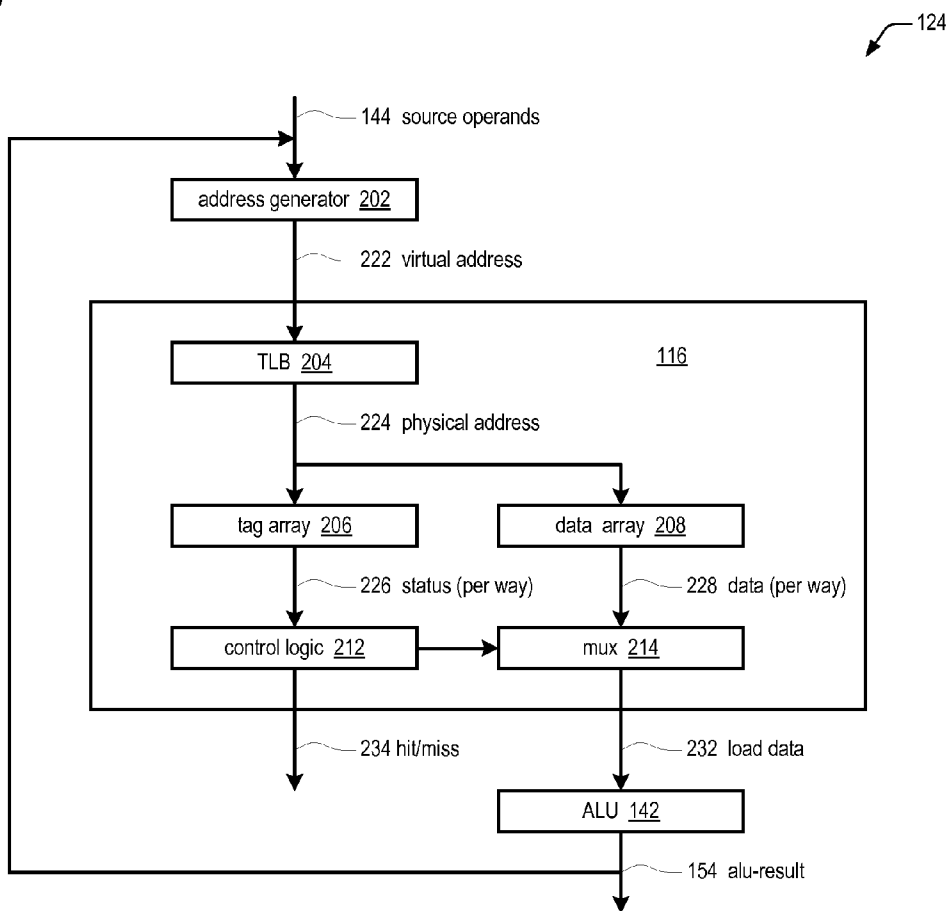 124
144 source operands
address generator 202
222 virtual address
TLB 204
116
224 physical address
tag array 206
data array 208
226 status (per way)
228 data (per way)
control logic 212
mux 214
234 hit/miss
232 load data
ALU 142
154 alu-result